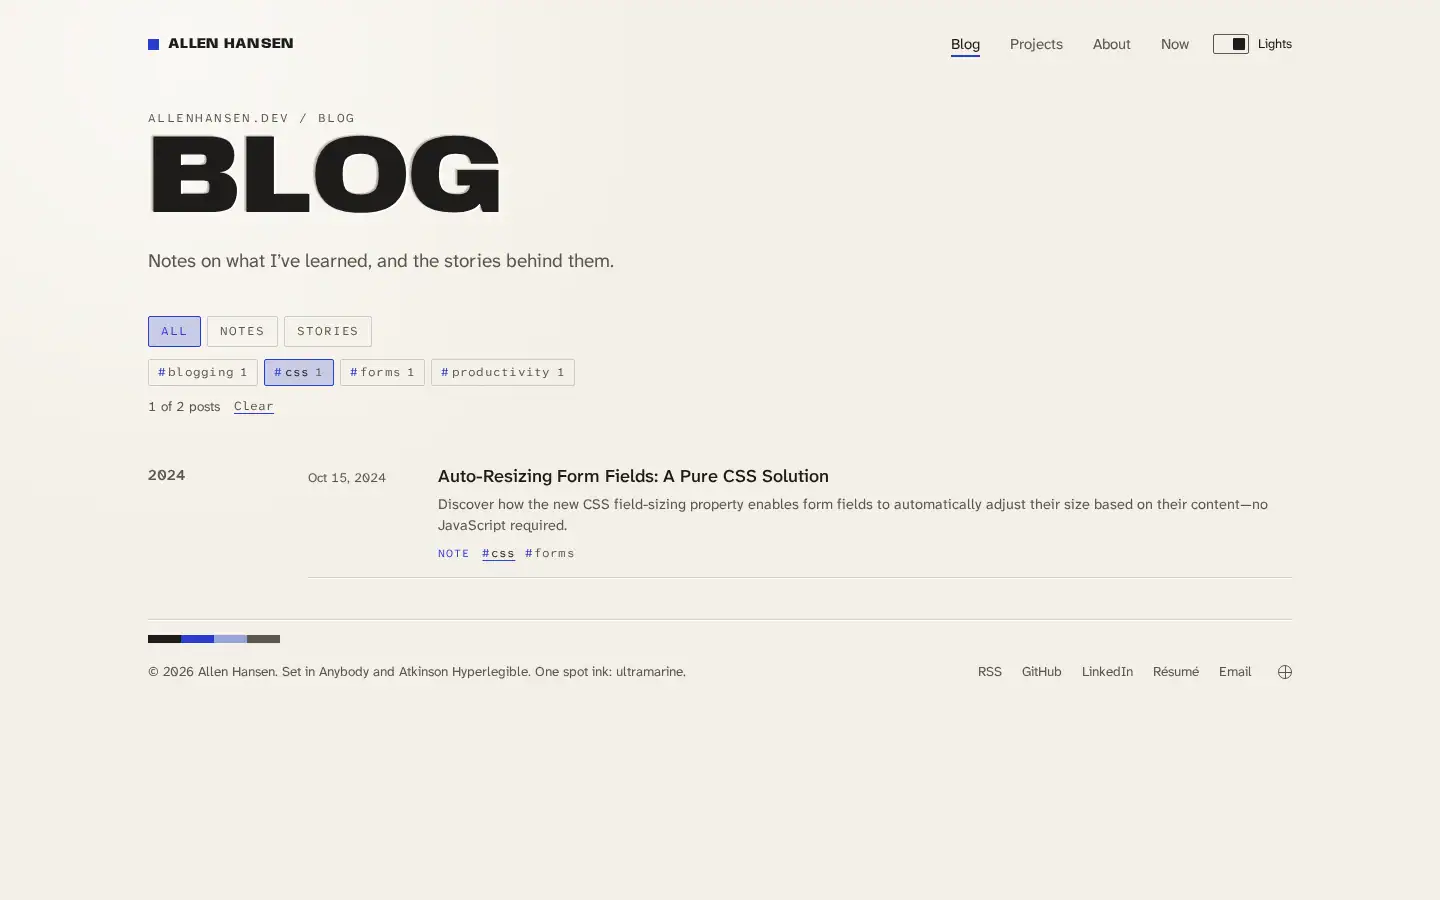 ALLEN HANSEN
Blog Projects About Now Lights
ALLENHANSEN.DEV / BLOG
BLOG
Notes on what I've learned, and the stories behind them.
ALL NOTES STORIES
#blogging 1 #css 1 #forms 1 #productivity 1
1 of 2 posts Clear
2024 Oct 15, 2024 Auto-Resizing Form Fields: A Pure CSS Solution
Discover how the new CSS field-sizing property enables form fields to automatically adjust their size based on their content—no
JavaScript required.
NOTE #css #forms
© 2026 Allen Hansen. Set in Anybody and Atkinson Hyperlegible. One spot ink: ultramarine.
RSS GitHub LinkedIn Résumé Email